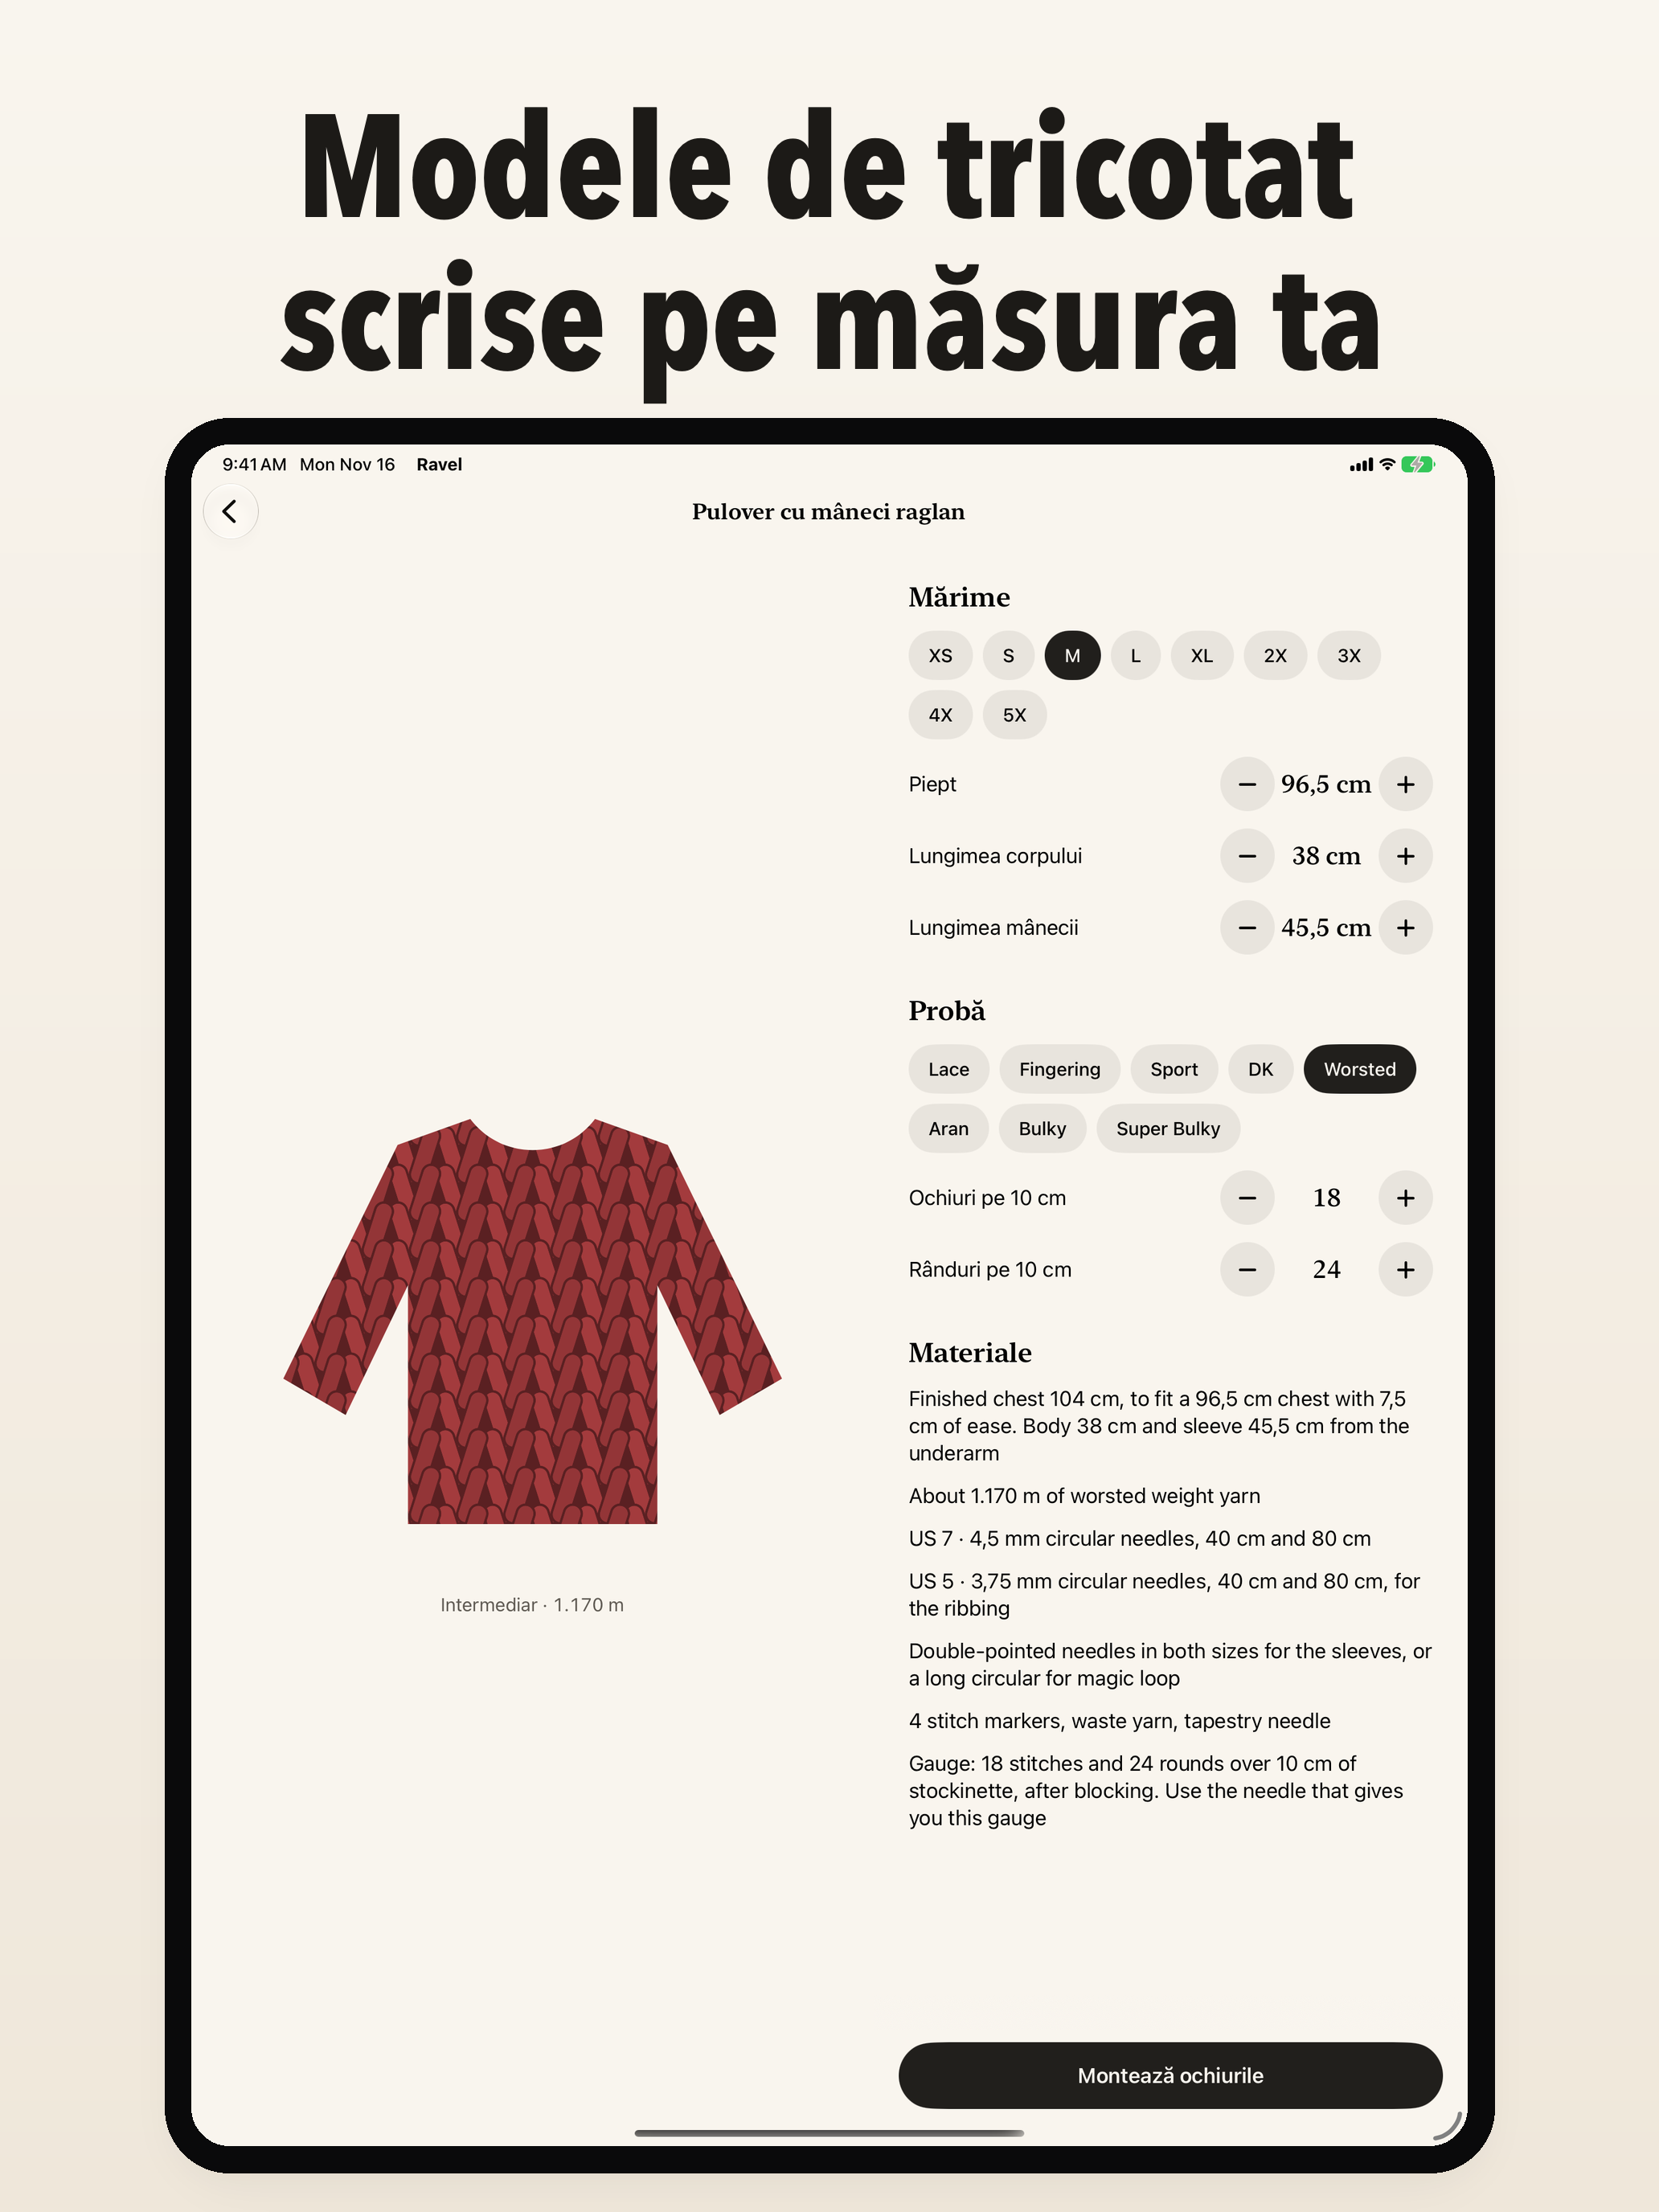 Modele de tricotat
scrise pe măsura ta
9:41 AM Mon Nov 16 Ravel
Pulover cu mâneci raglan
Mărime
XS S M L XL 2X 3X
4X 5X
Piept − 96,5 cm +
Lungimea corpului − 38 cm +
Lungimea mânecii − 45,5 cm +
Probă
Lace Fingering Sport DK Worsted
Aran Bulky Super Bulky
Ochiuri pe 10 cm − 18 +
Rânduri pe 10 cm − 24 +
Materiale
Finished chest 104 cm, to fit a 96,5 cm chest with 7,5
cm of ease. Body 38 cm and sleeve 45,5 cm from the
underarm
About 1.170 m of worsted weight yarn
US 7 · 4,5 mm circular needles, 40 cm and 80 cm
US 5 · 3,75 mm circular needles, 40 cm and 80 cm, for
the ribbing
Double-pointed needles in both sizes for the sleeves, or
a long circular for magic loop
4 stitch markers, waste yarn, tapestry needle
Gauge: 18 stitches and 24 rounds over 10 cm of
stockinette, after blocking. Use the needle that gives
you this gauge
Intermediar · 1.170 m
Montează ochiurile